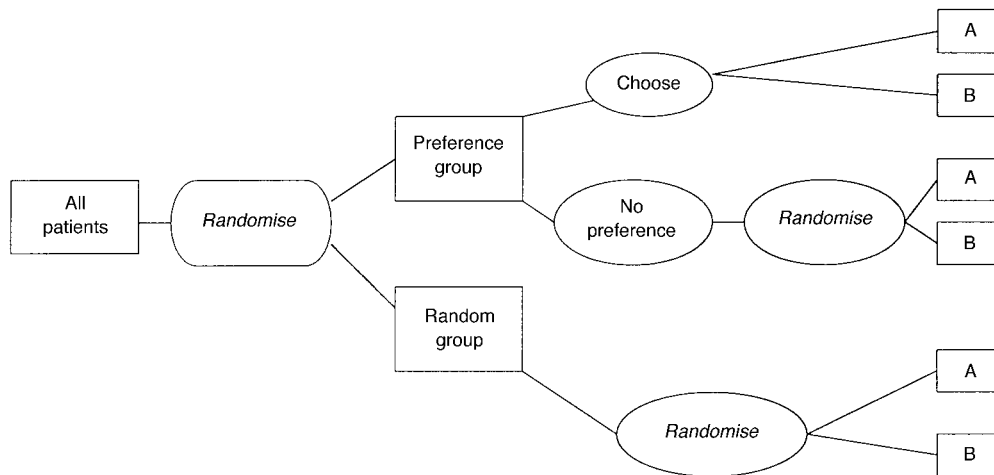 A
Choose
B
Preference
group
A
All
patients
Randomise
No
preference
Randomise
B
Random
group
A
Randomise
B